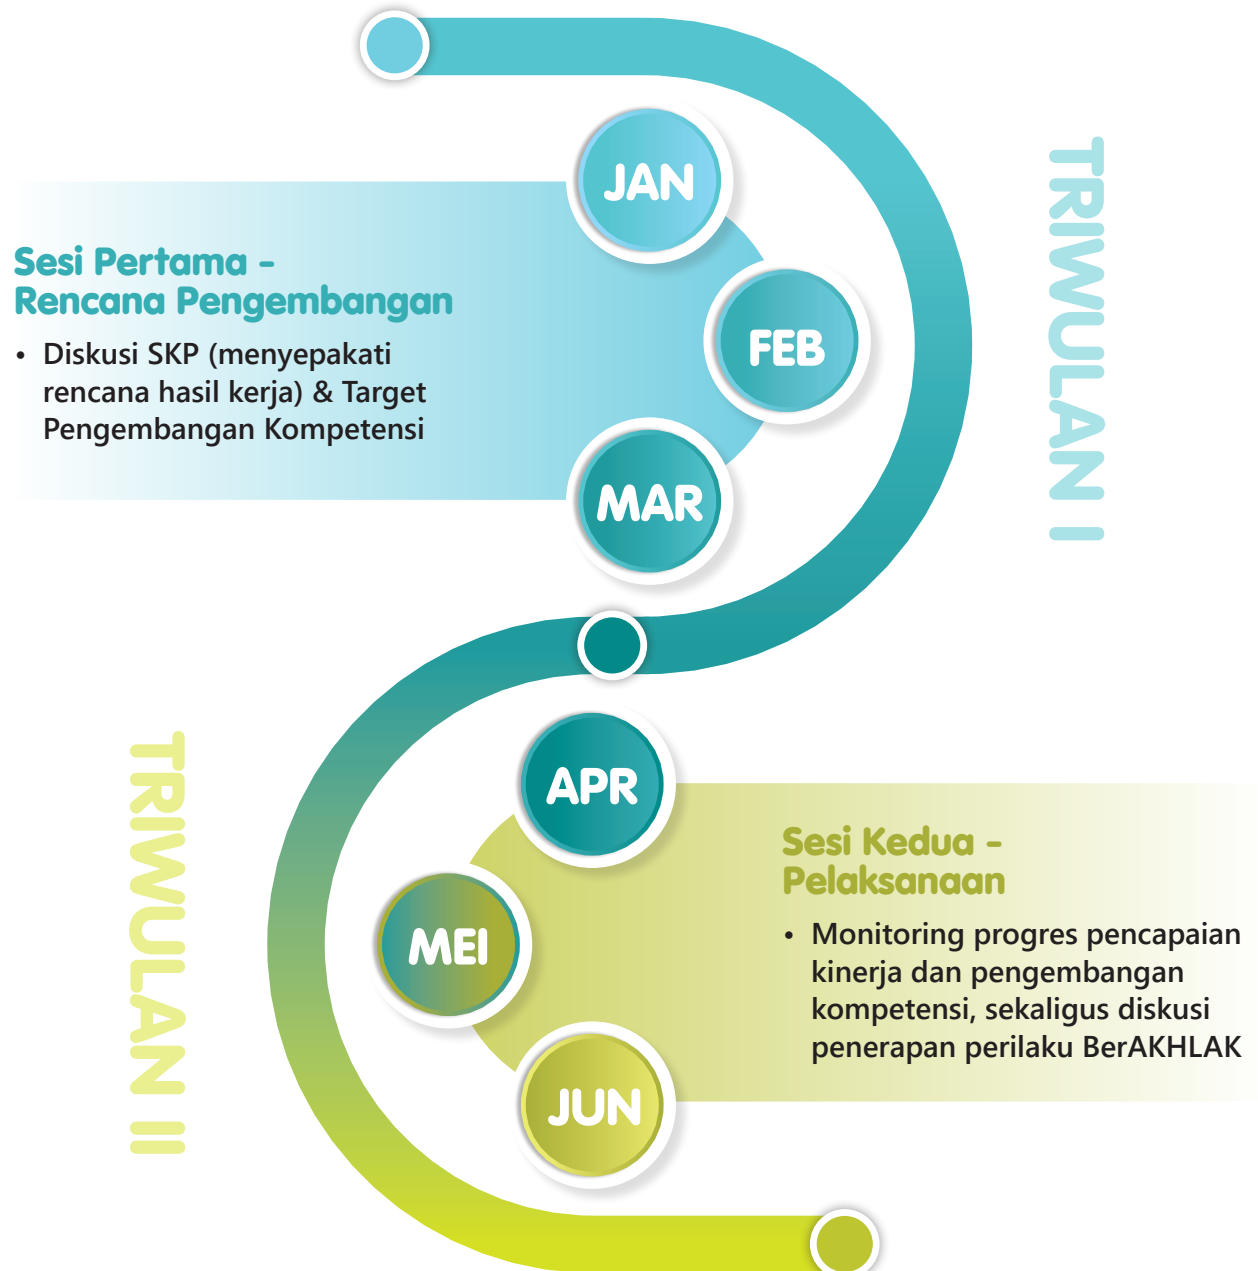 JAN
FEB
MAR
TRIWULAN I
Sesi Pertama -
Rencana Pengembangan
• Diskusi SKP (menyepakati
rencana hasil kerja) & Target
Pengembangan Kompetensi
TRIWULAN II
APR
MEI
JUN
Sesi Kedua -
Pelaksanaan
• Monitoring progres pencapaian
kinerja dan pengembangan
kompetensi, sekaligus diskusi
penerapan perilaku BerAKHLAK